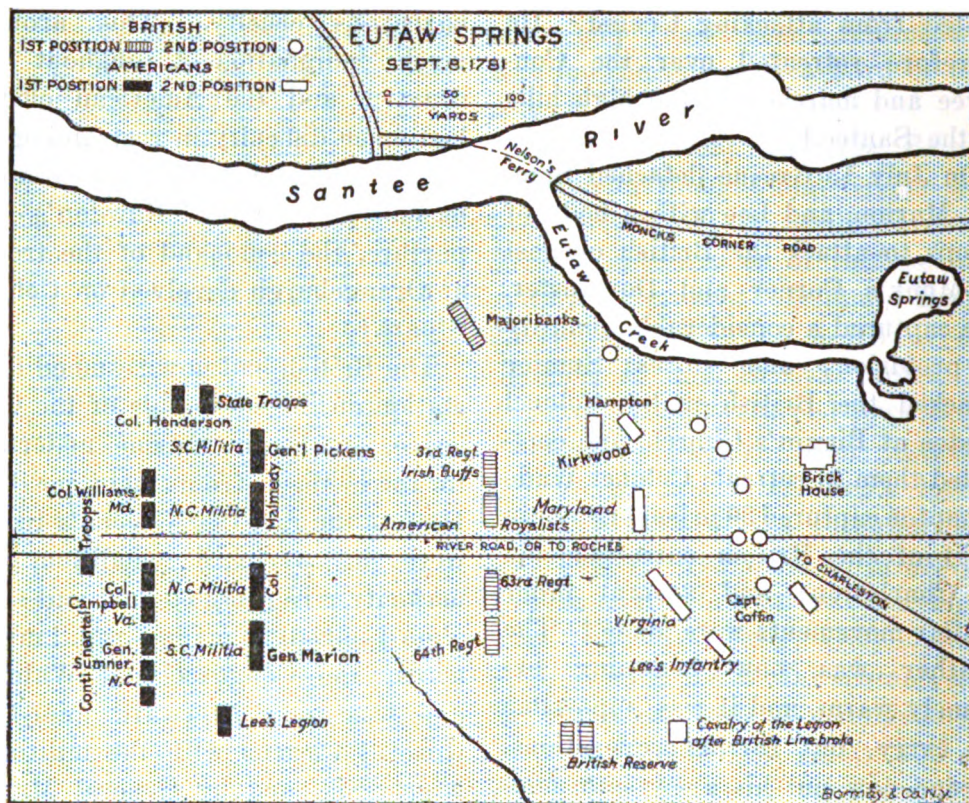 BRITISH
1ST POSITION 2ND POSITION
AMERICANS
1ST POSITION 2ND POSITION
EUTAW SPRINGS
SEPT. 8, 1781
0 50 100
YARDS
ee and
the Santee
Santee River
Nelson's
Ferry
MONCKS CORNER ROAD
Eutaw Creek
Eutaw
Springs
Majoribanks
State Troops
Col. Henderson
S.C. Militia
Gen'l Pickens
Hampton
Kirkwood
3rd Regt.
Irish Buffs
Brick
House
Col. Williams.
Md.
N.C. Militia
Malmedy
Maryland
American Royalists
RIVER ROAD, OR TO ROCHES
Troops
TO CHARLESTON
Col.
Campbell
Va.
N.C. Militia
Col.
63rd Regt.
Virginia
Capt.
Coffin
Continental
Gen.
Sumner.
N.C.
S.C. Militia
Gen. Marion
64th Regt.
Lee's Infantry
Lee's Legion
Cavalry of the Legion
after British Line broke
British Reserve
Bormay & Co. N.Y.